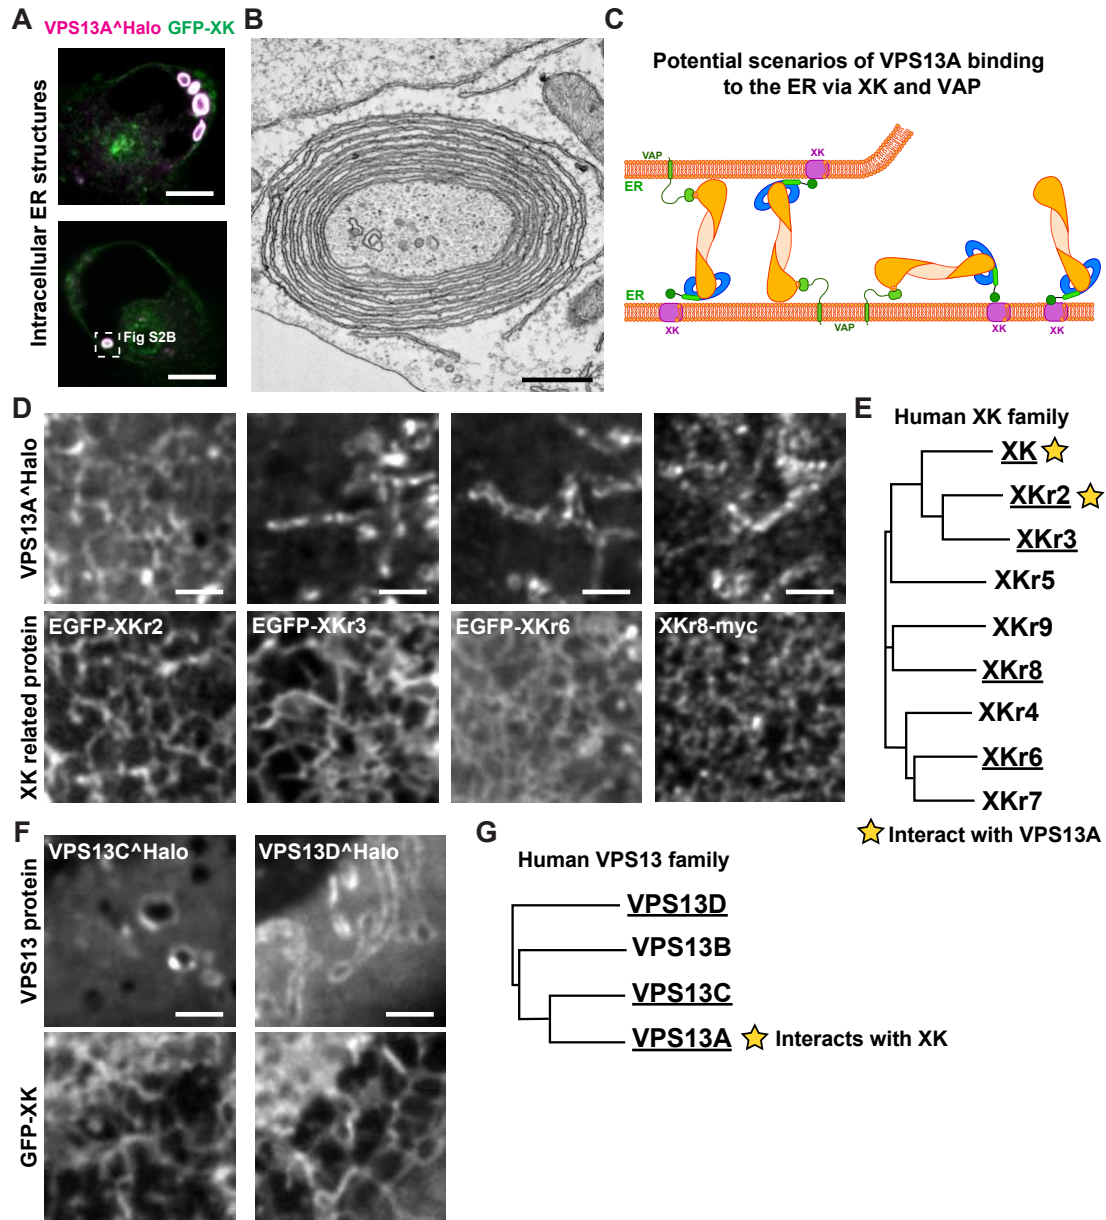 A
VPS13A^Halo GFP-XK
Intracellular ER structures
Fig S2B
B
C
Potential scenarios of VPS13A binding
to the ER via XK and VAP
VAP
XK
ER
ER
XK
VAP
XK
XK
D
VPS13A^Halo
XK related protein
EGFP-XKr2
EGFP-XKr3
EGFP-XKr6
XKr8-myc
E
Human XK family
XK
XKr2
XKr3
XKr5
XKr9
XKr8
XKr4
XKr6
XKr7
Interact with VPS13A
F
VPS13 protein
VPS13C^Halo
VPS13D^Halo
GFP-XK
G
Human VPS13 family
VPS13D
VPS13B
VPS13C
VPS13A Interacts with XK